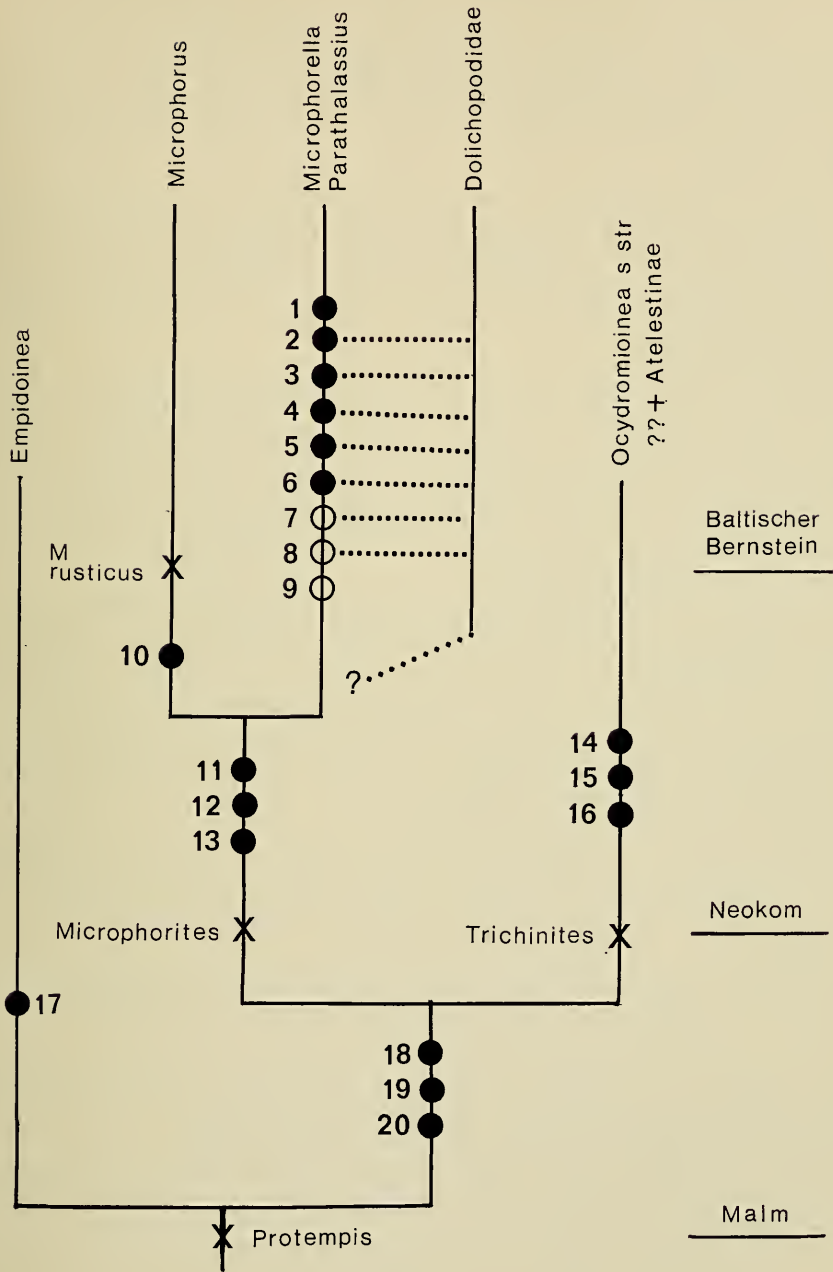 Microphorus
Microphorella
Parathalassius
Dolichopodidae
Ocydromioinea s str
??+ Atelestinae
Empidoinea
1
2
3
4
5
6
7
8
9
M
rusticus
Baltischer
Bernstein
10
?
11
12
13
14
15
16
Microphorites
Trichinites
Neokom
17
18
19
20
Malm
Protempis